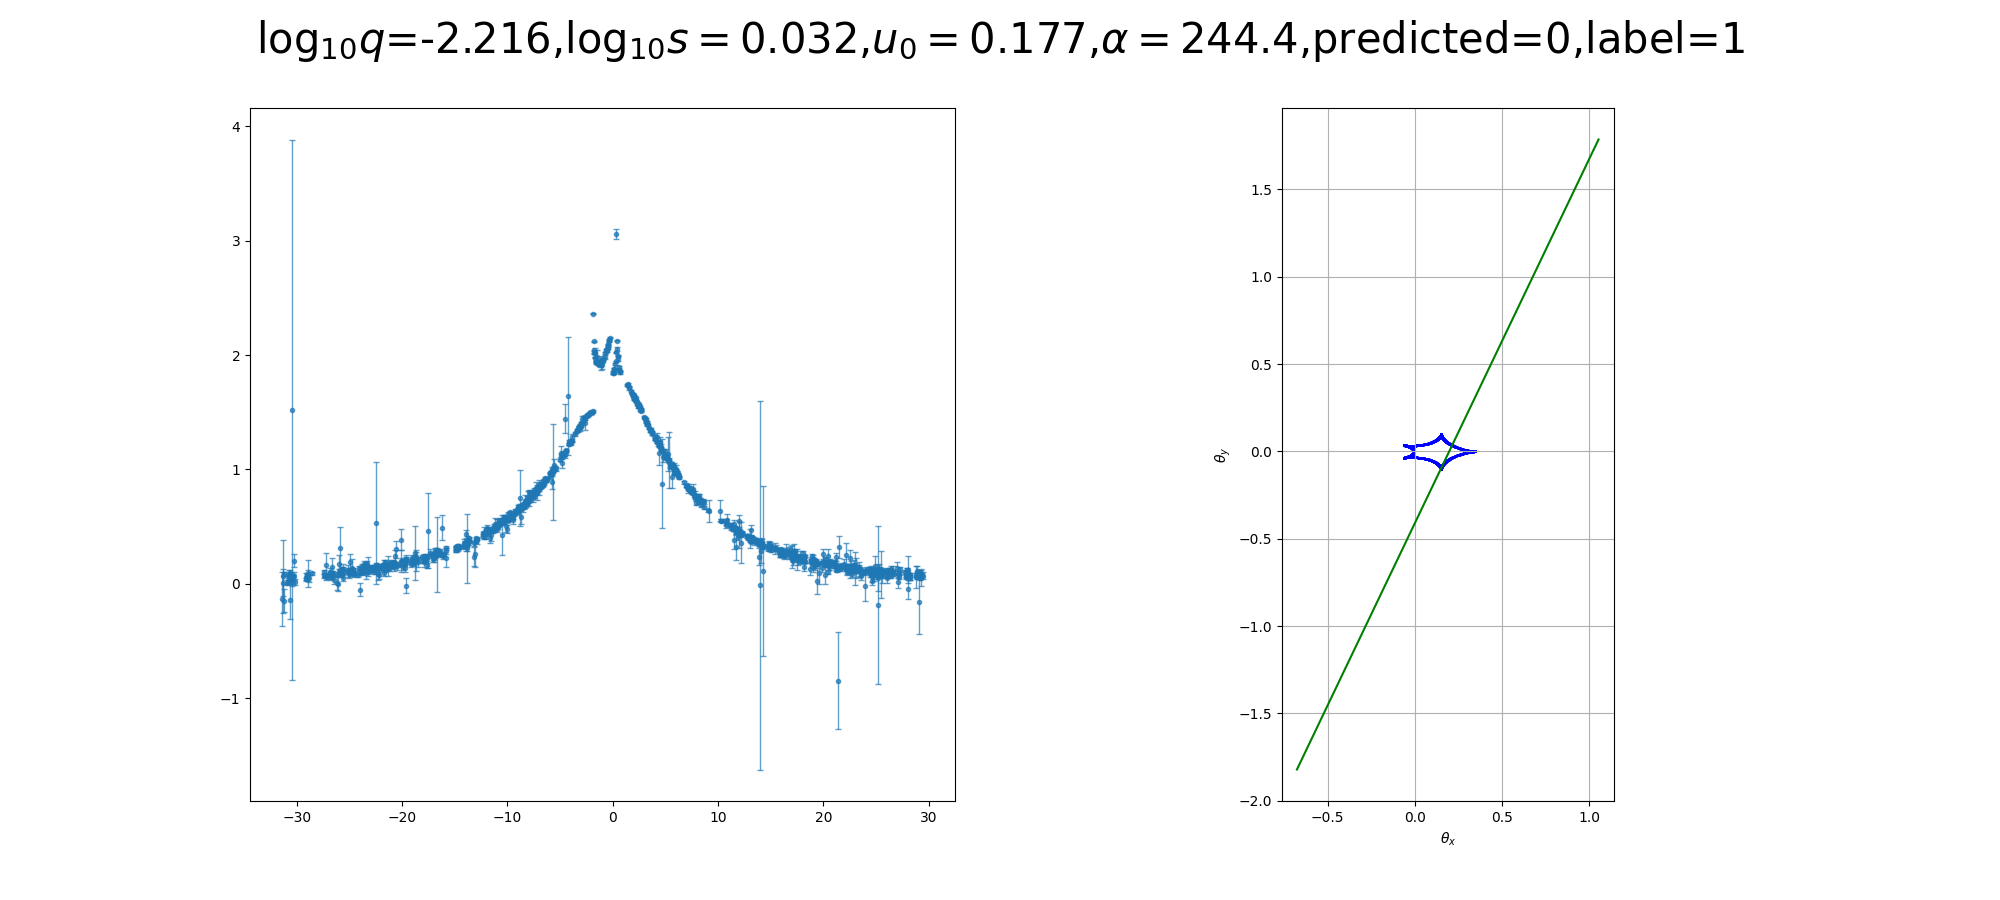 log₁₀q=-2.216,log₁₀s = 0.032,u₀ = 0.177,α = 244.4,predicted=0,label=1
4
3
2
1
0
−1
−30 −20 −10 0 10 20 30
1.5
1.0
0.5
0.0
−0.5
−1.0
−1.5
−2.0
θy
−0.5 0.0 0.5 1.0
θₓ